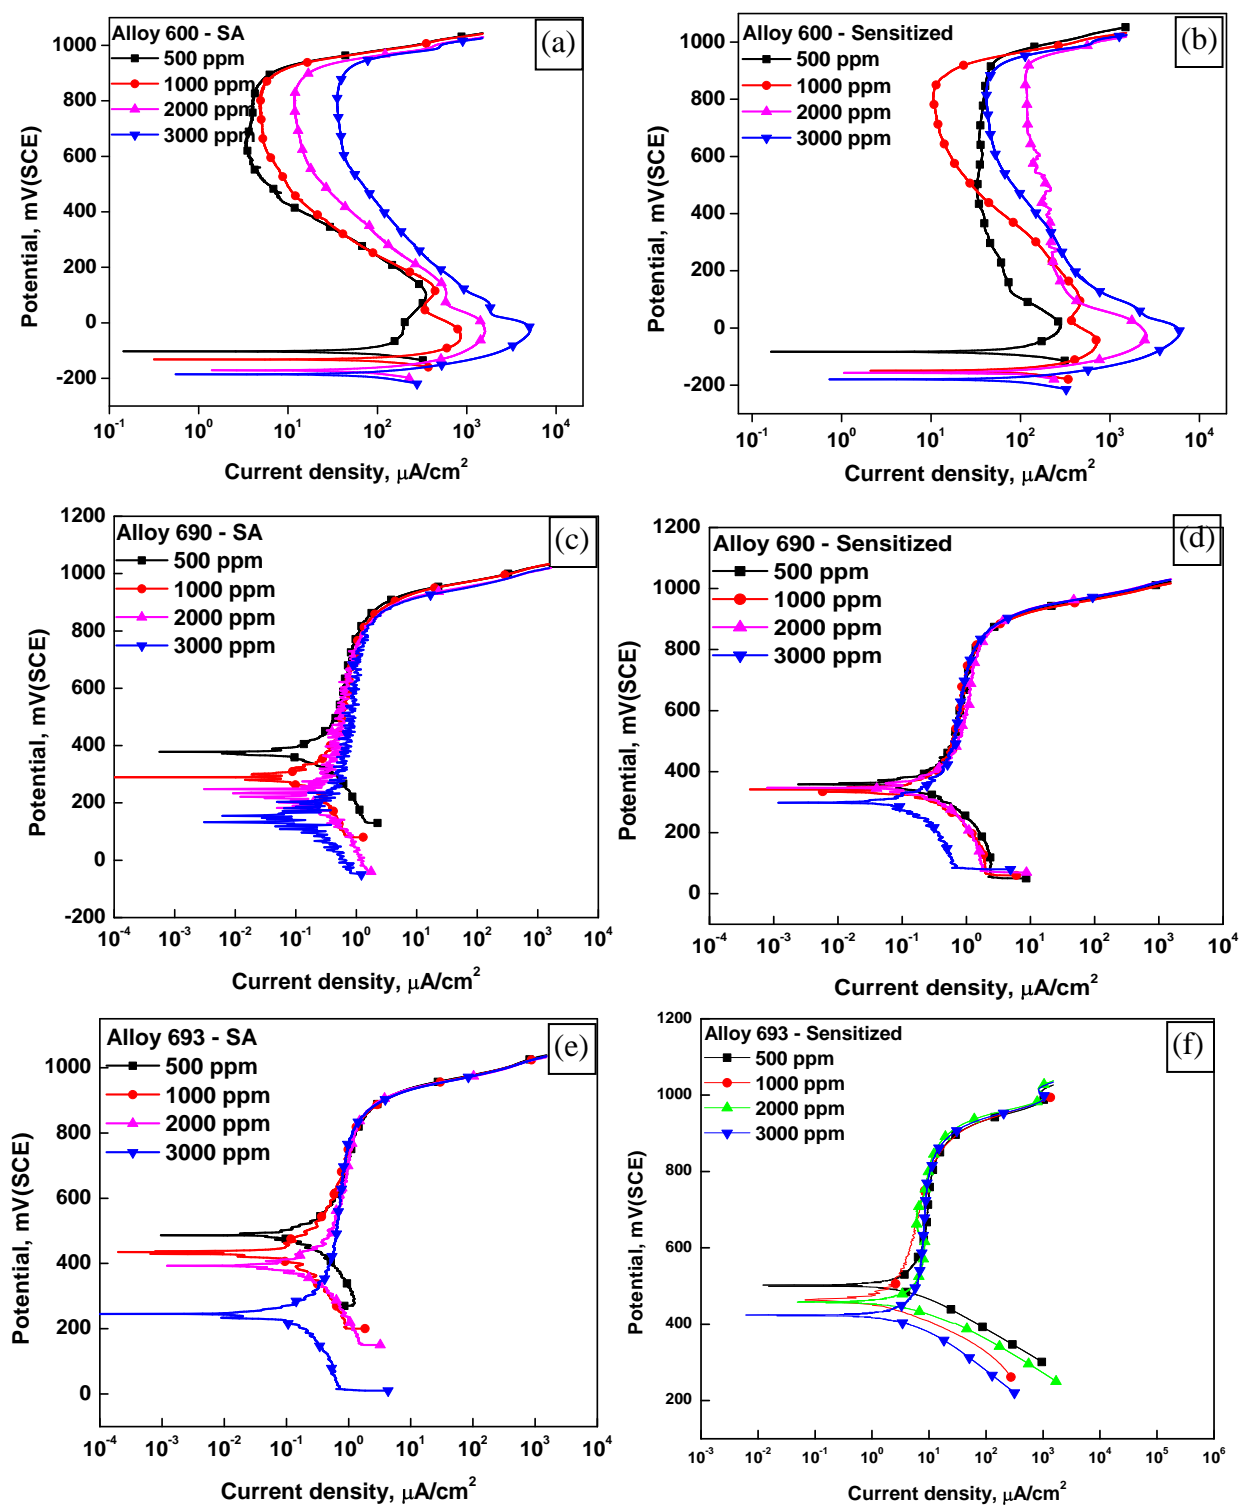 Alloy 600 - SA
500 ppm
1000 ppm
2000 ppm
3000 ppm
(a)
1000
800
600
400
200
0
-200
Potential, mV(SCE)
10⁻¹ 10⁰ 10¹ 10² 10³ 10⁴
Current density, μA/cm²
Alloy 600 - Sensitized
500 ppm
1000 ppm
2000 ppm
3000 ppm
(b)
1000
800
600
400
200
0
-200
Potential, mV(SCE)
10⁻¹ 10⁰ 10¹ 10² 10³ 10⁴
Current density, μA/cm²
Alloy 690 - SA
500 ppm
1000 ppm
2000 ppm
3000 ppm
(c)
1200
1000
800
600
400
200
0
-200
Potential, mV(SCE)
10⁻⁴ 10⁻³ 10⁻² 10⁻¹ 10⁰ 10¹ 10² 10³ 10⁴
Current density, μA/cm²
Alloy 690 - Sensitized
500 ppm
1000 ppm
2000 ppm
3000 ppm
(d)
1200
1000
800
600
400
200
0
Potential, mV(SCE)
10⁻⁴ 10⁻³ 10⁻² 10⁻¹ 10⁰ 10¹ 10² 10³ 10⁴
Current density, μA/cm²
Alloy 693 - SA
500 ppm
1000 ppm
2000 ppm
3000 ppm
(e)
1000
800
600
400
200
0
Potential, mV(SCE)
10⁻⁴ 10⁻³ 10⁻² 10⁻¹ 10⁰ 10¹ 10² 10³ 10⁴
Current density, μA/cm²
Alloy 693 - Sensitized
500 ppm
1000 ppm
2000 ppm
3000 ppm
(f)
1200
1000
800
600
400
200
Potential, mV(SCE)
10⁻³ 10⁻² 10⁻¹ 10⁰ 10¹ 10² 10³ 10⁴ 10⁵ 10⁶
Current density, μA/cm²